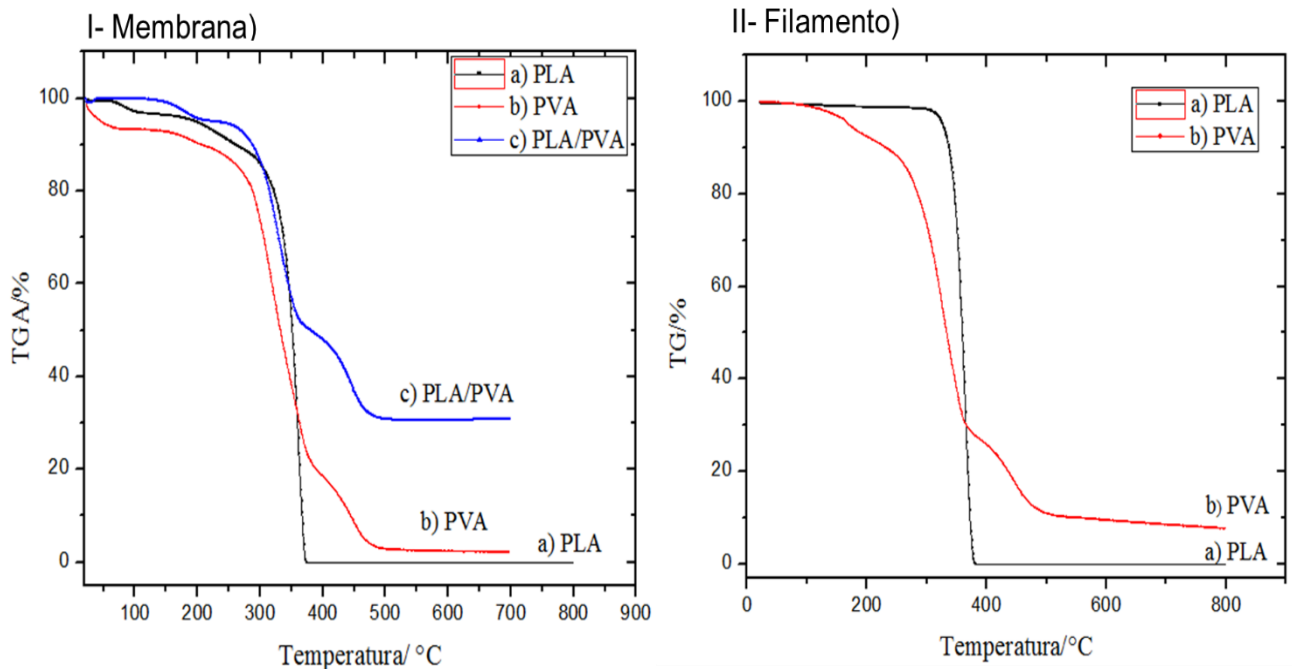 I- Membrana)
a) PLA
b) PVA
c) PLA/PVA
100
80
60
40
20
0
TGA/%
c) PLA/PVA
b) PVA
a) PLA
100 200 300 400 500 600 700 800 900
Temperatura/ °C
II- Filamento)
a) PLA
b) PVA
100
80
60
40
20
0
TG/%
b) PVA
a) PLA
0 200 400 600 800
Temperatura/°C